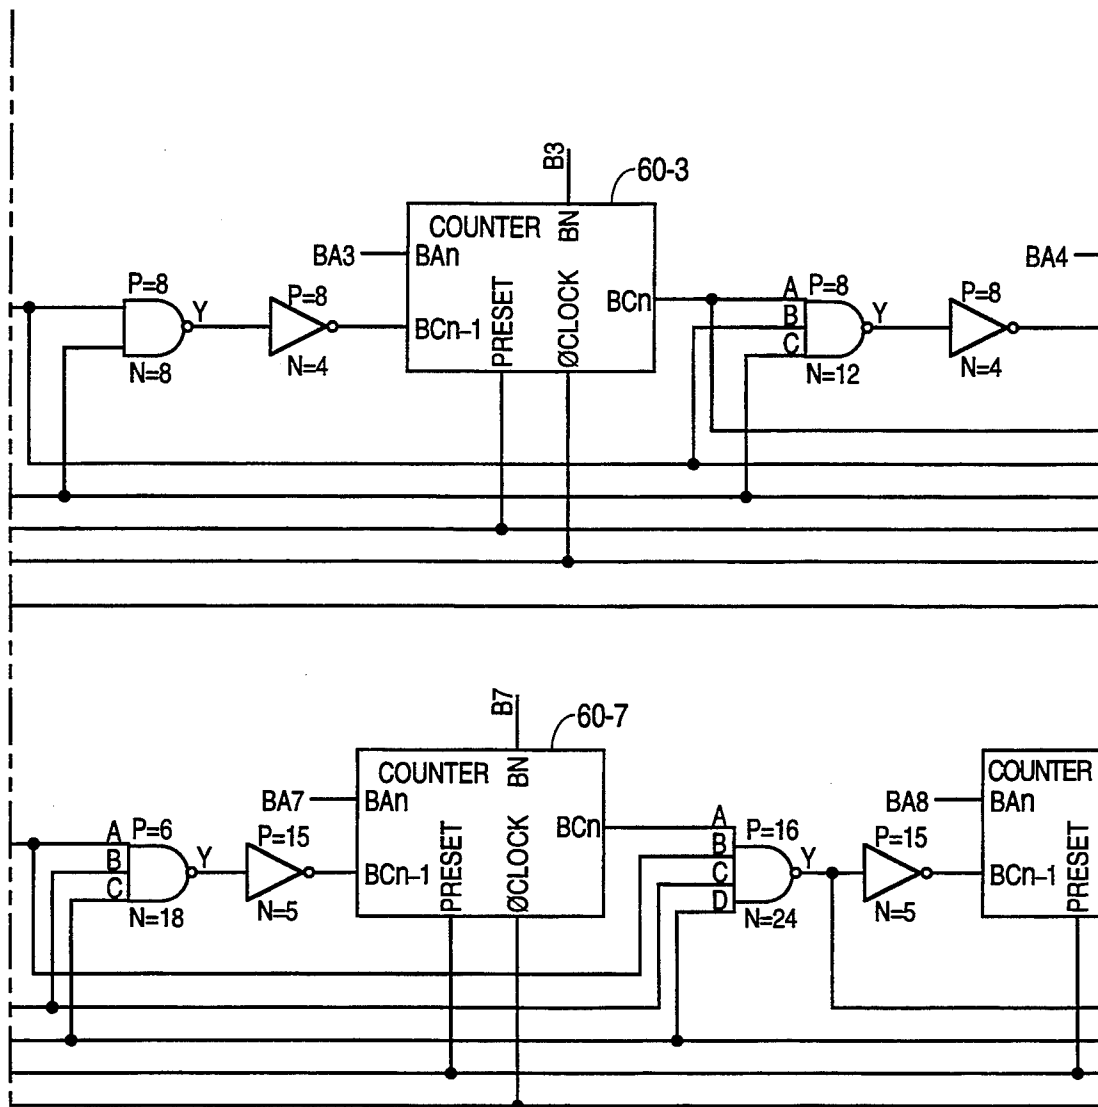 B3
60-3
COUNTER
BN
BA3
BAn
BA4
PRESET
ØCLOCK
BCn
BCn-1
P=8
Y
N=8
P=8
N=4
A
B
C
P=8
Y
N=12
P=8
N=4
B7
60-7
COUNTER
BN
BA7
BAn
PRESET
ØCLOCK
BCn
BCn-1
A
B
C
P=6
Y
N=18
P=15
N=5
A
B
C
D
P=16
Y
N=24
P=15
N=5
COUNTER
BA8
BAn
BCn-1
PRESET